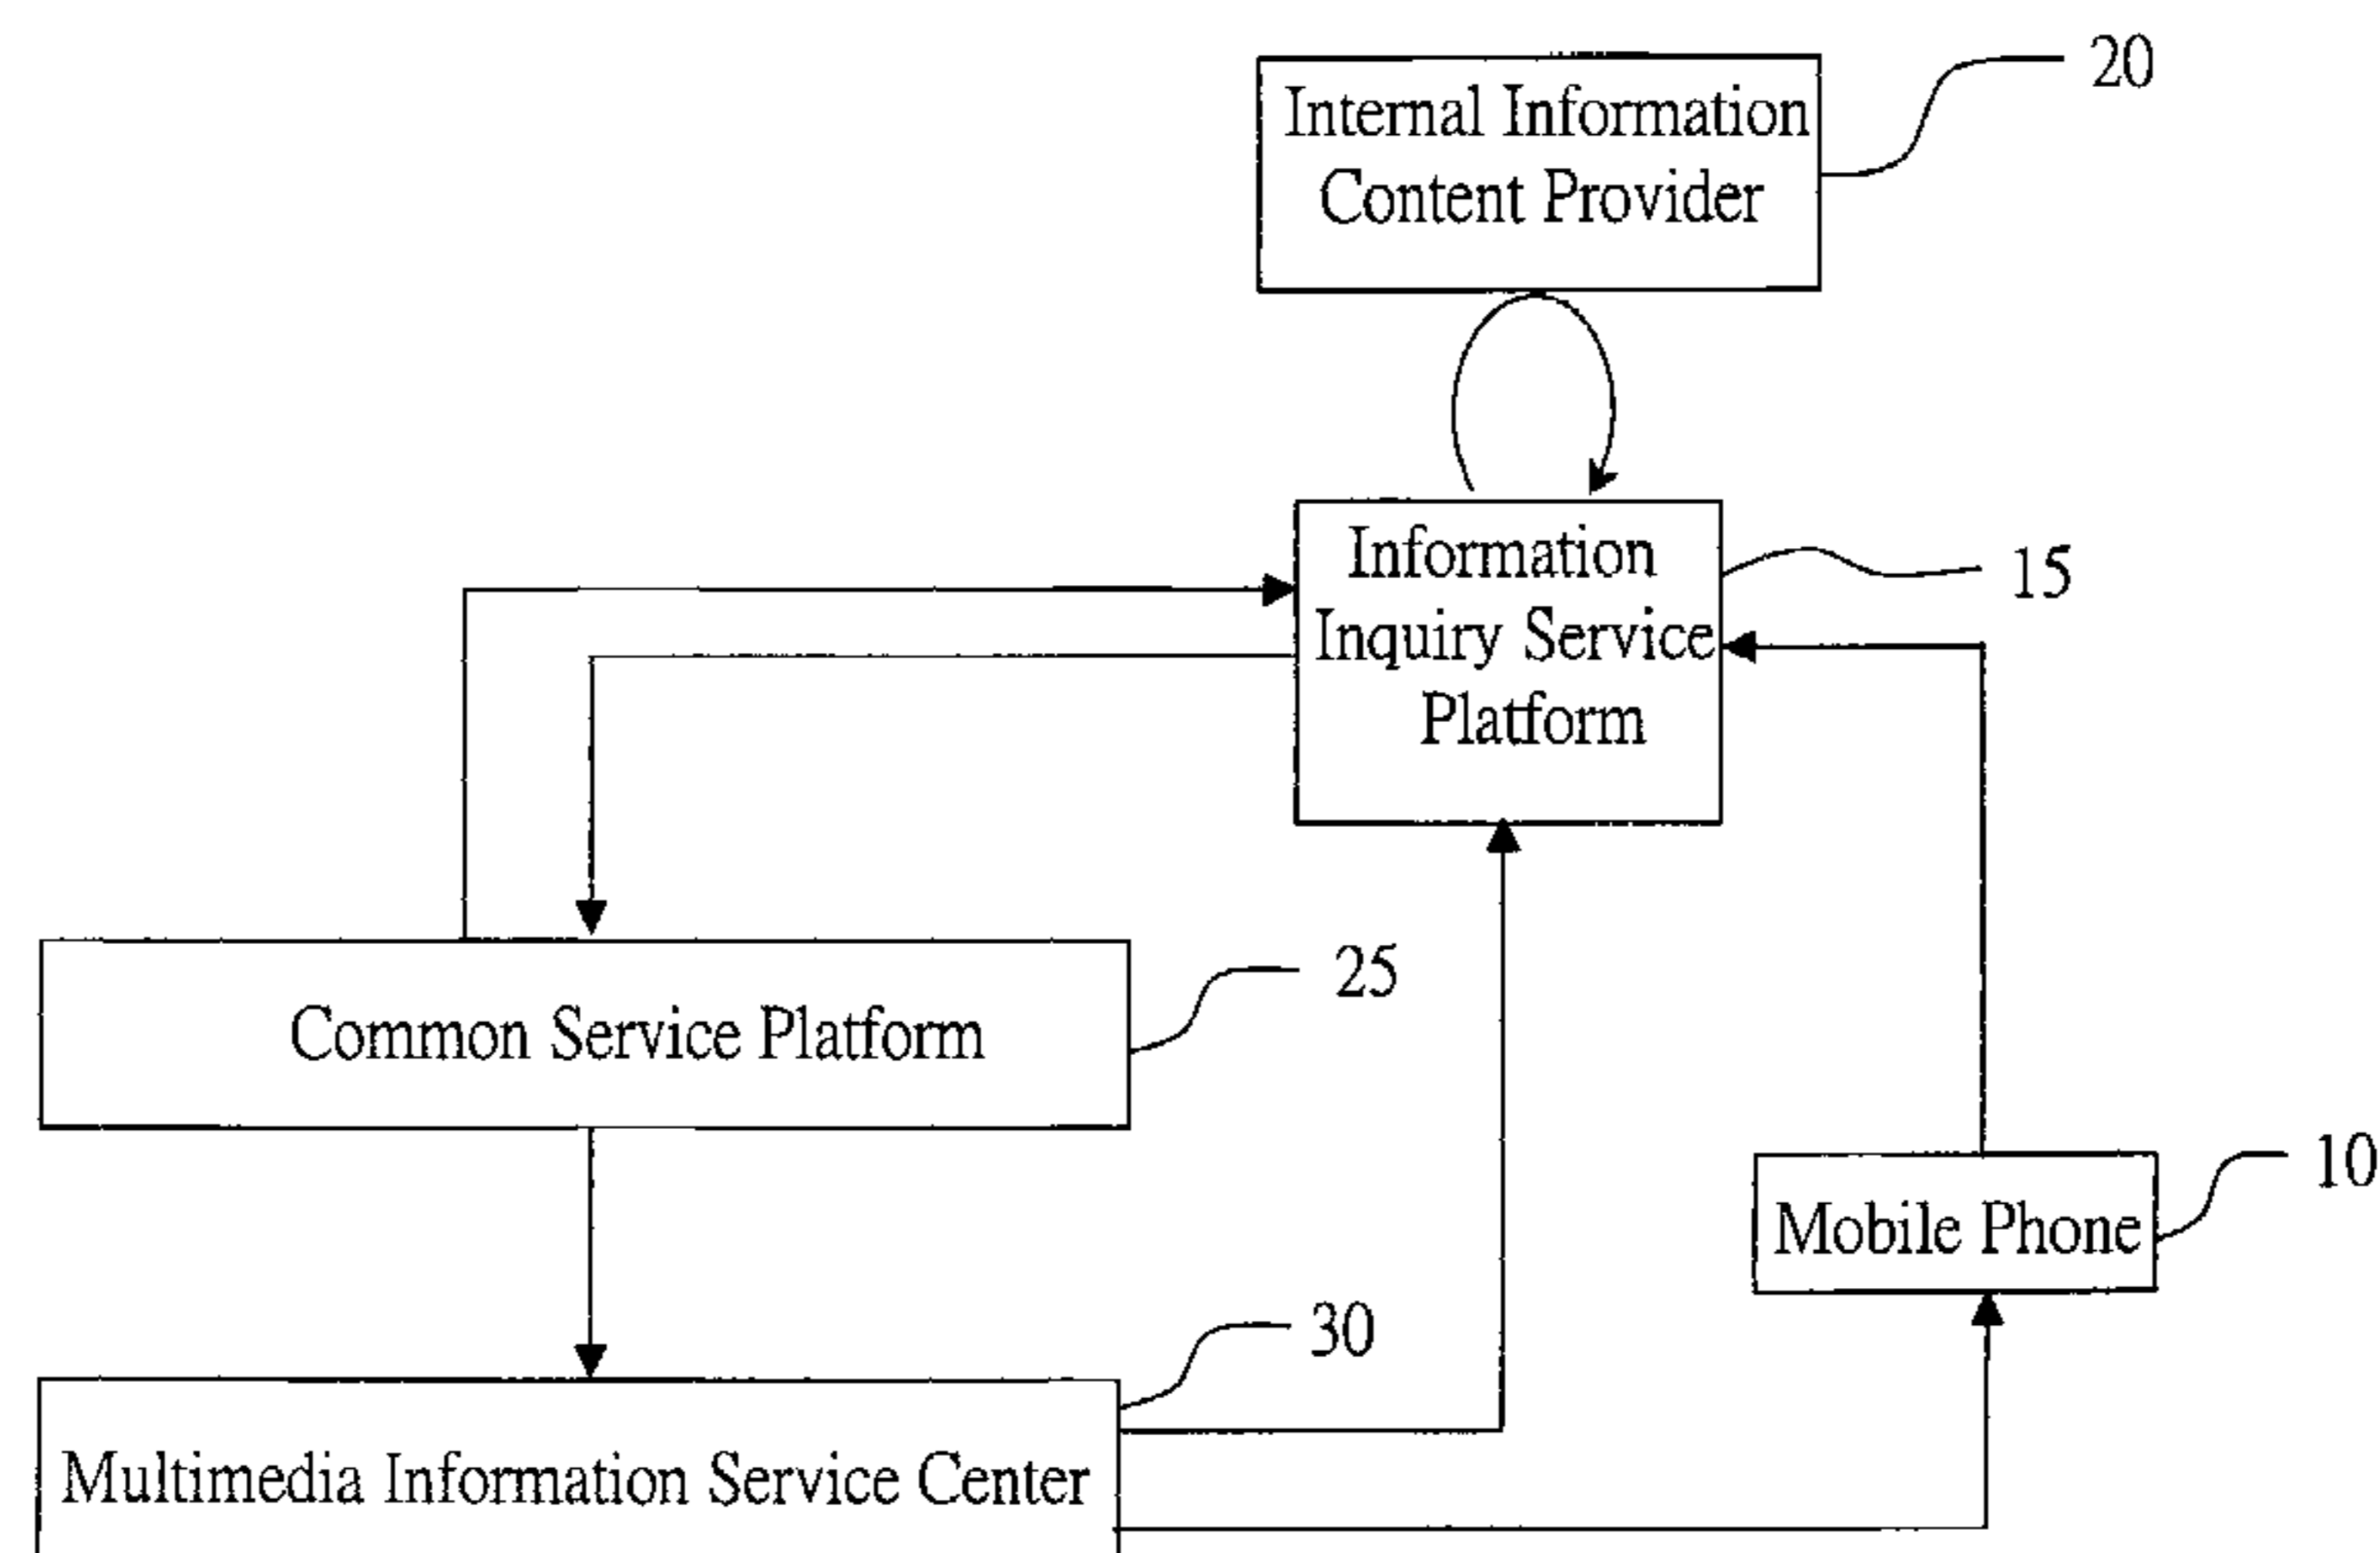 20
Internal Information
Content Provider
Information
Inquiry Service
Platform
15
25
Common Service Platform
10
Mobile Phone
30
Multimedia Information Service Center